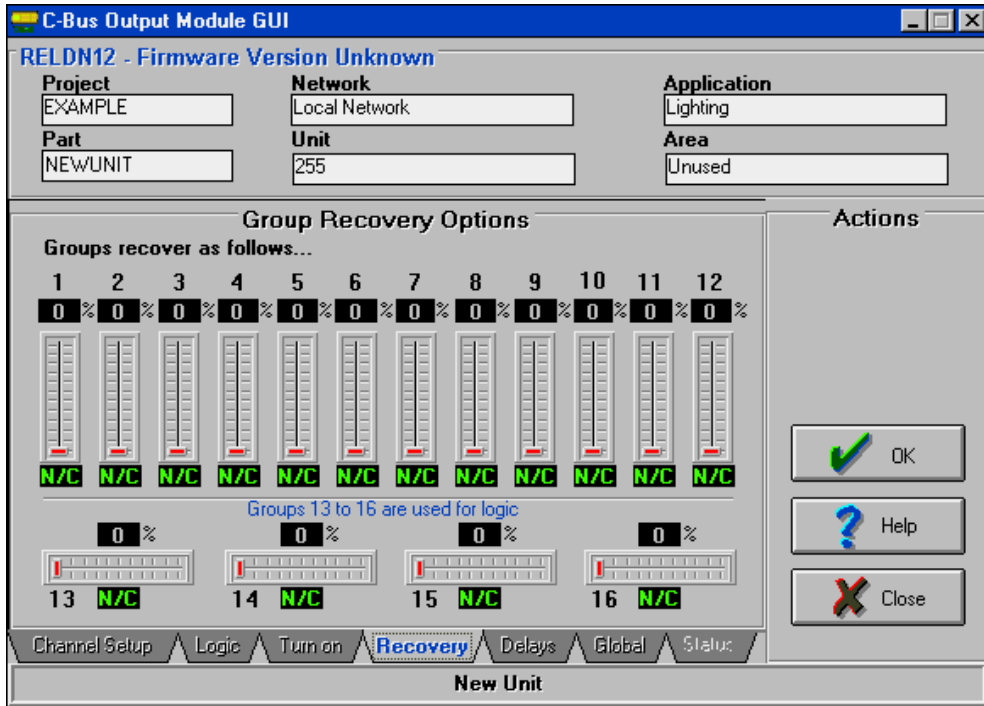 C-Bus Output Module GUI
RELDN12 - Firmware Version Unknown
Project Network Application
EXAMPLE Local Network Lighting
Part Unit Area
NEWUNIT 255 Unused
Group Recovery Options Actions
Groups recover as follows...
1 2 3 4 5 6 7 8 9 10 11 12
0 % 0 % 0 % 0 % 0 % 0 % 0 % 0 % 0 % 0 % 0 % 0 %
N/C N/C N/C N/C N/C N/C N/C N/C N/C N/C N/C N/C
OK
Groups 13 to 16 are used for logic
0 % 0 % 0 % 0 %
Help
13 N/C 14 N/C 15 N/C 16 N/C
Close
Channel Setup Logic Turn on Recovery Delays Global Status
New Unit